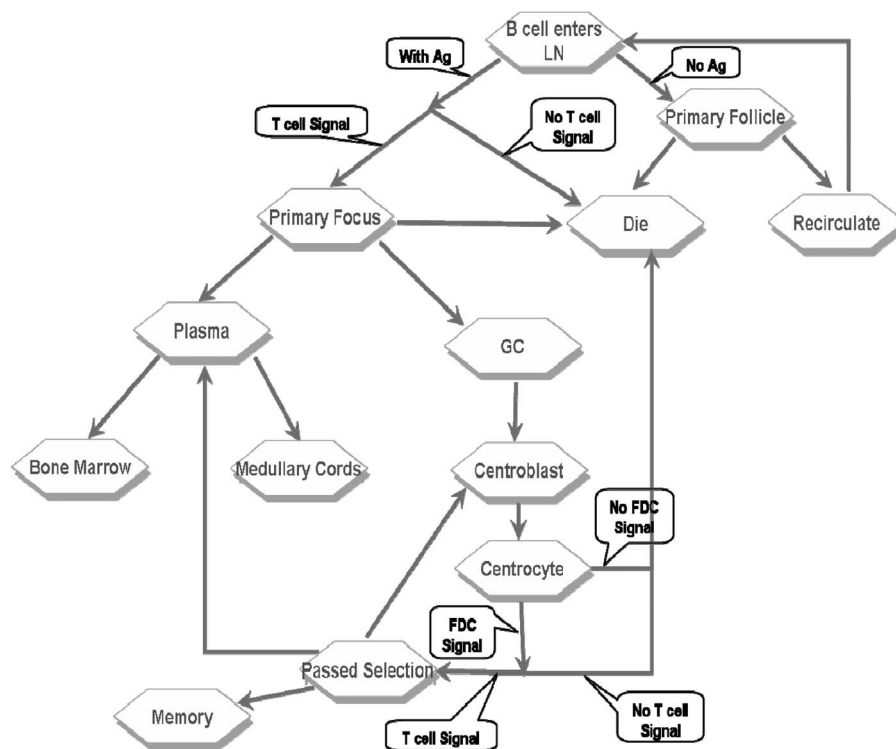 B cell enters
LN
With Ag
No Ag
T cell Signal
No T cell
Signal
Primary Follicle
Primary Focus
Die
Recirculate
Plasma
GC
Bone Marrow
Medullary Cords
Centroblast
No FDC
Signal
Centrocyte
FDC
Signal
Passed Selection
Memory
T cell Signal
No T cell
Signal